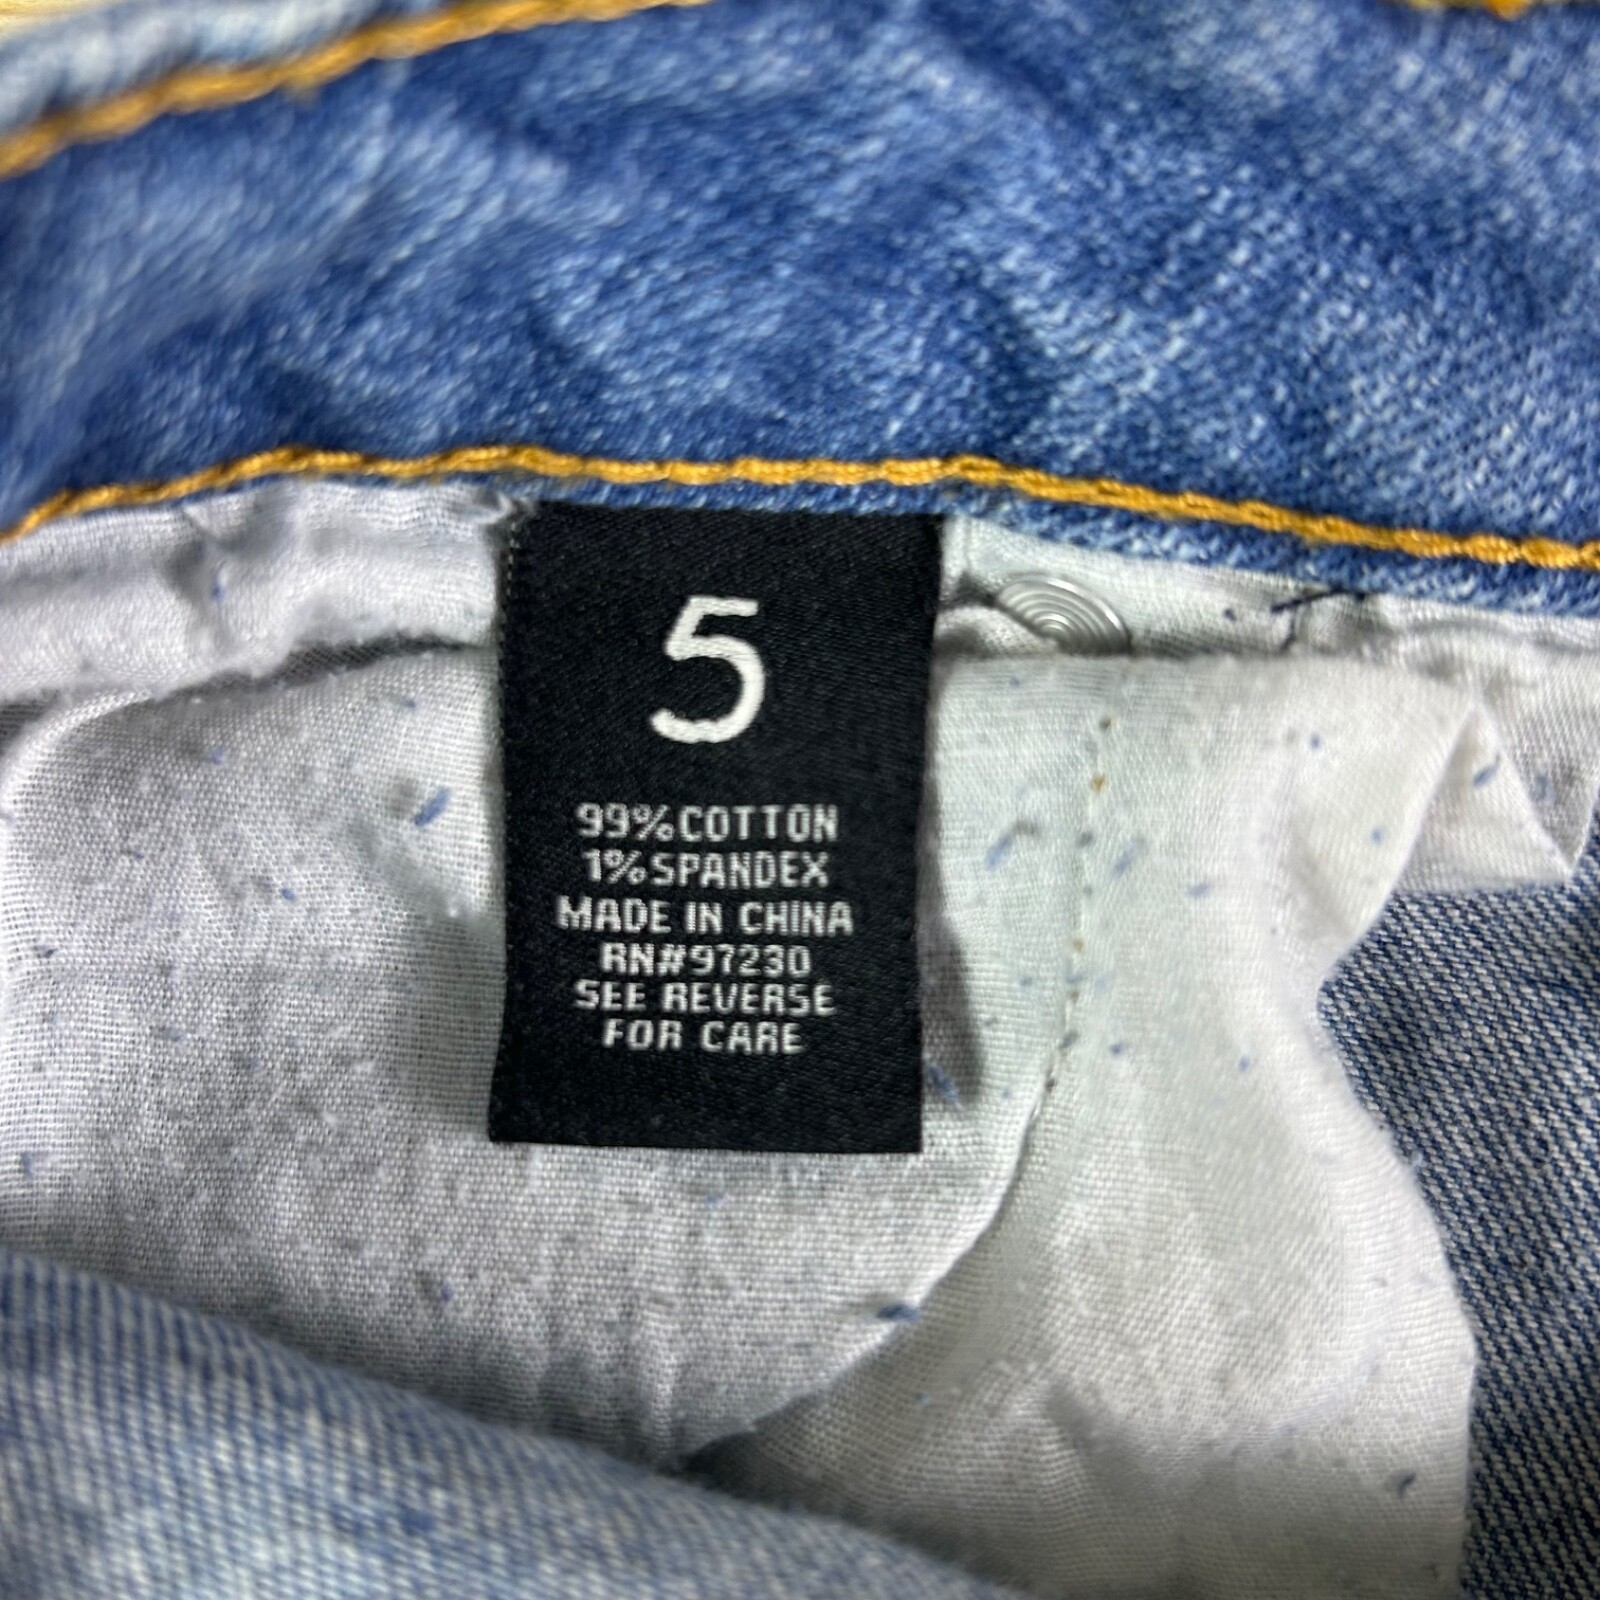 5
99% COTTON
1% SPANDEX
MADE IN CHINA
RN#97230
SEE REVERSE
FOR CARE